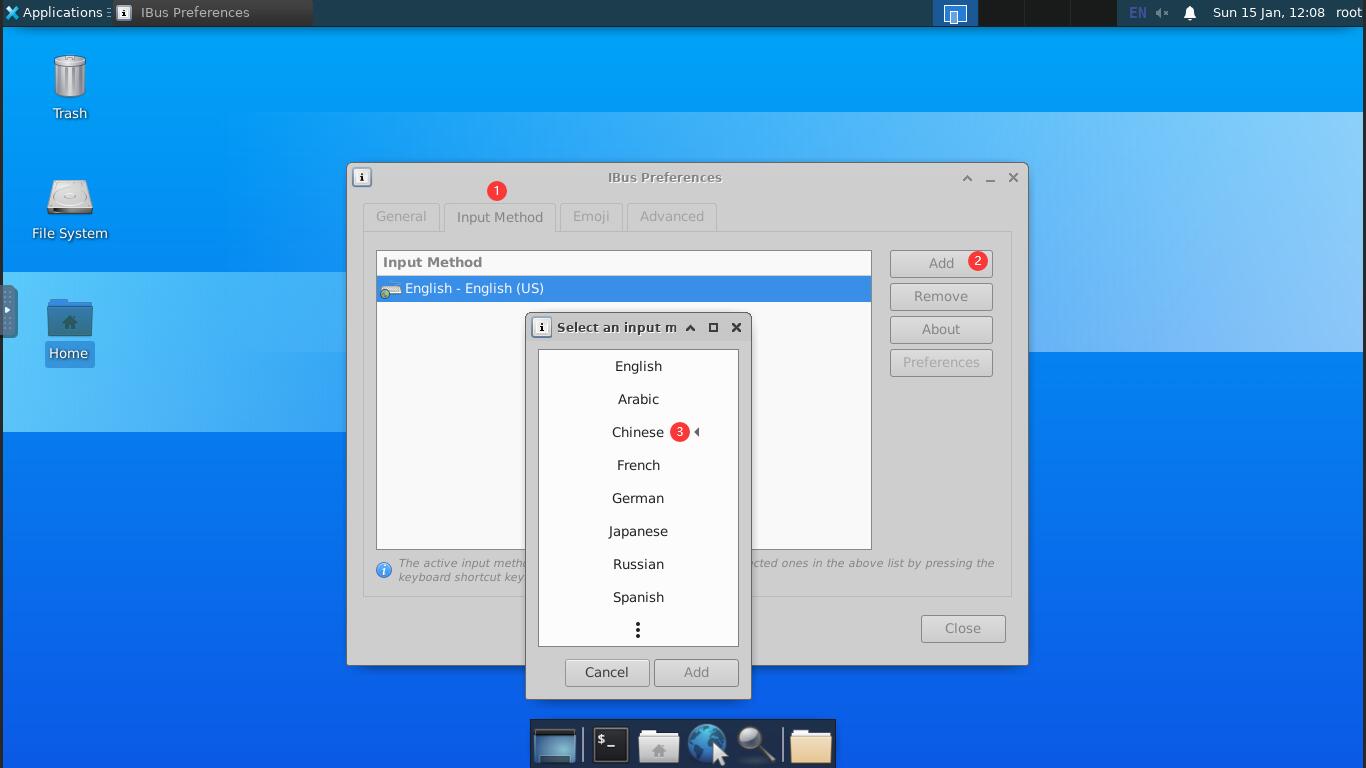 Applications
IBus Preferences
EN
Sun 15 Jan, 12:08
root
Trash
File System
Home
IBus Preferences
1
General
Input Method
Emoji
Advanced
Input Method
English - English (US)
Add
2
Remove
About
Preferences
Select an input m
English
Arabic
Chinese
3
French
German
Japanese
Russian
Spanish
The active input metho
cted ones in the above list by pressing the
keyboard shortcut key
Cancel
Add
Close
$_